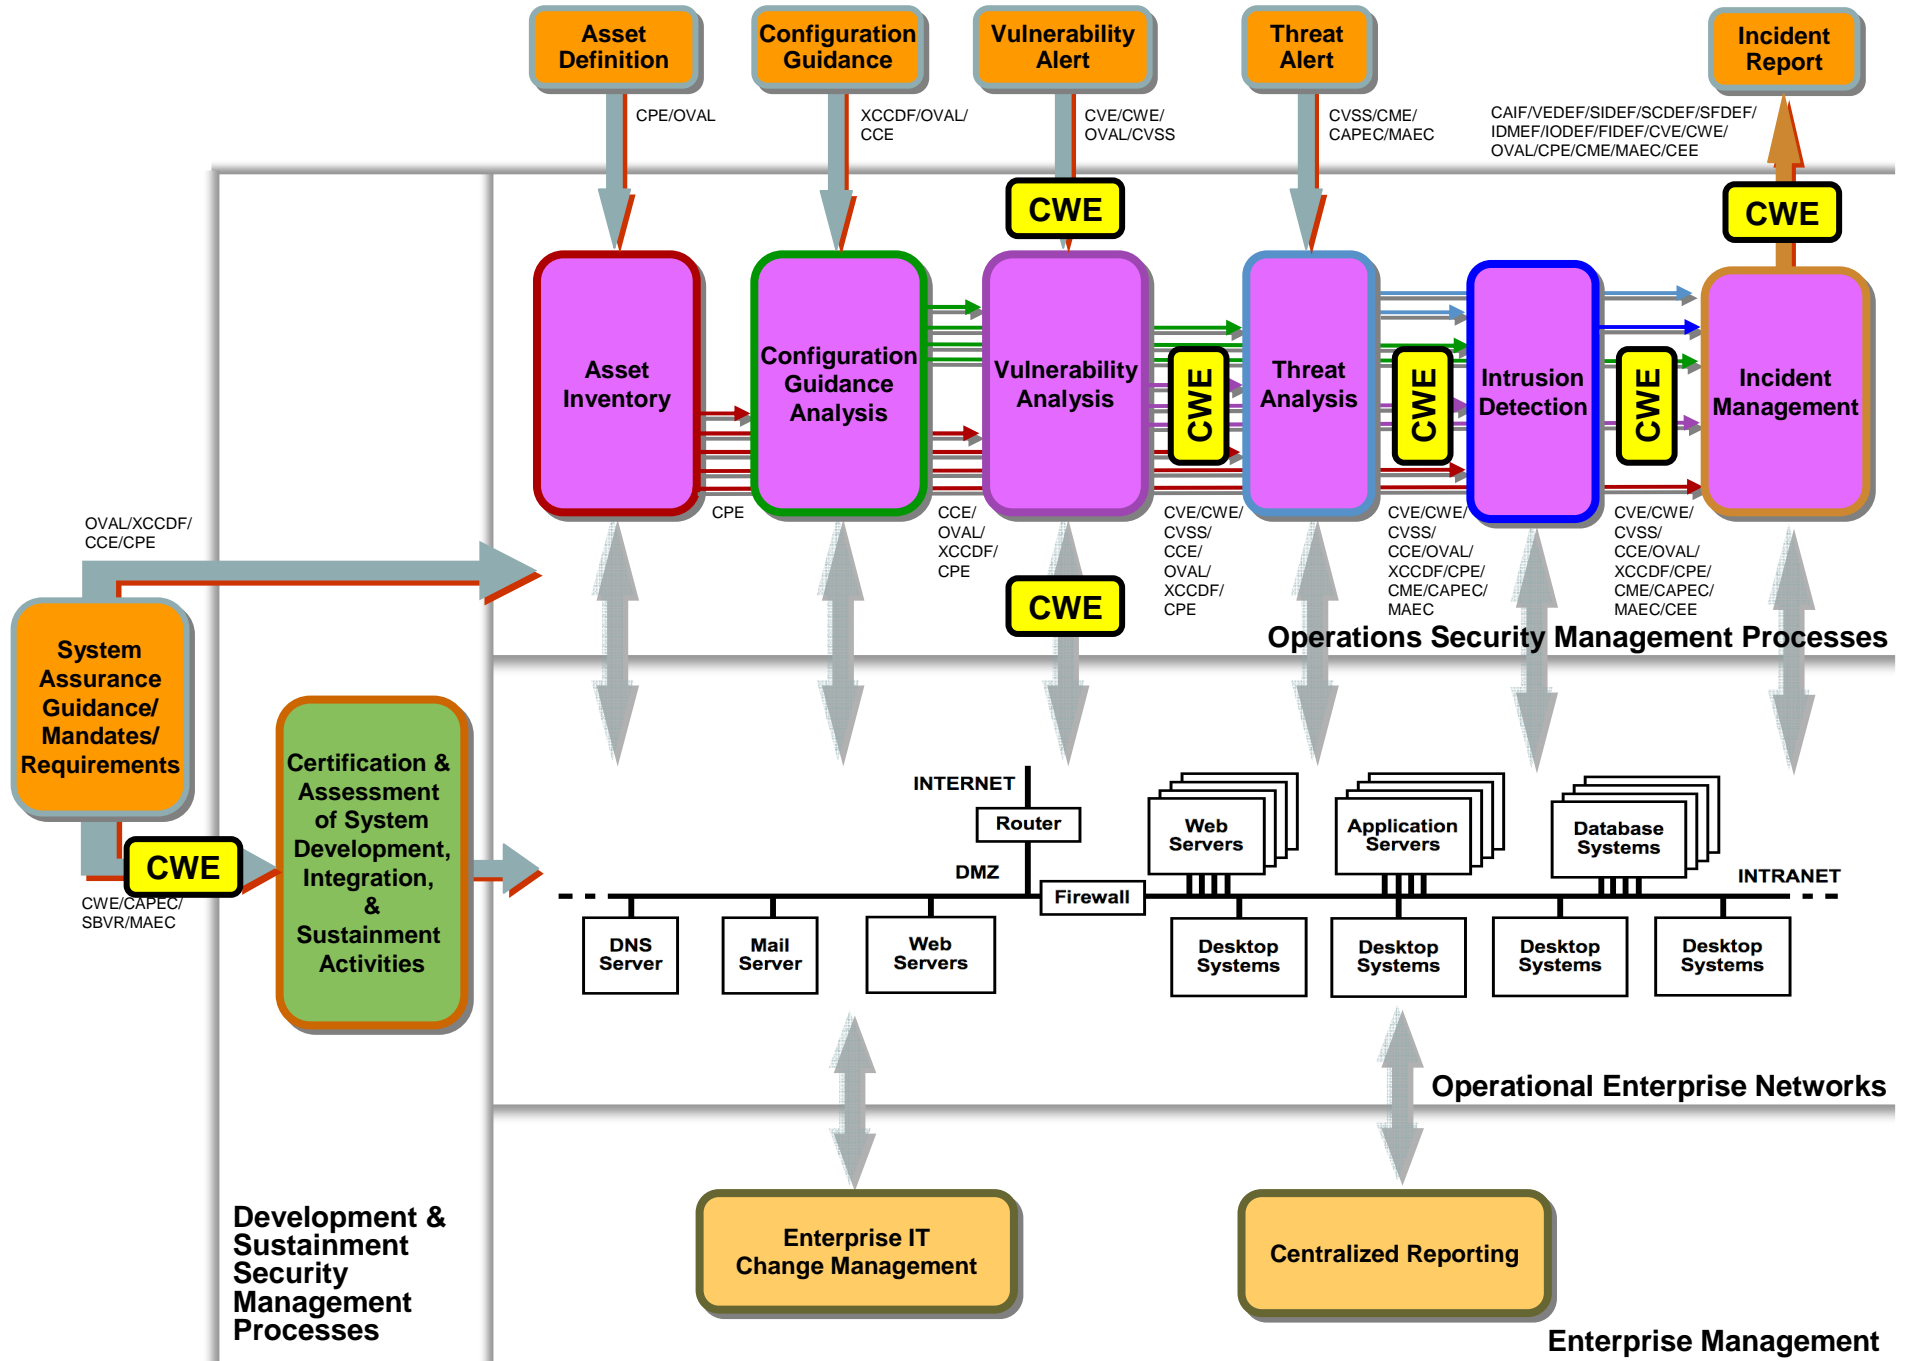 Asset
Definition
Configuration
Guidance
Vulnerability
Alert
Threat
Alert
Incident
Report
CPE/OVAL
XCCDF/OVAL/
CCE
CVE/CWE/
OVAL/CVSS
CVSS/CME/
CAPEC/MAEC
CAIF/VEDEF/SIDEF/SCDEF/SFDEF/
IDMEF/IODEF/FIDEF/CVE/CWE/
OVAL/CPE/CME/MAEC/CEE
CWE
CWE
Asset
Inventory
Configuration
Guidance
Analysis
Vulnerability
Analysis
CWE
Threat
Analysis
CWE
Intrusion
Detection
CWE
Incident
Management
CPE
CCE/
OVAL/
XCCDF/
CPE
CVE/CWE/
CVSS/
CCE/
OVAL/
XCCDF/
CPE
CVE/CWE/
CVSS/
CCE/OVAL/
XCCDF/CPE/
CME/CAPEC/
MAEC
CVE/CWE/
CVSS/
CCE/OVAL/
XCCDF/CPE/
CME/CAPEC/
MAEC/CEE
CWE
Operations Security Management Processes
OVAL/XCCDF/
CCE/CPE
System
Assurance
Guidance/
Mandates/
Requirements
CWE
CWE/CAPEC/
SBVR/MAEC
Certification &
Assessment
of System
Development,
Integration,
&
Sustainment
Activities
INTERNET
Router
DMZ
Firewall
Web
Servers
Application
Servers
Database
Systems
INTRANET
DNS
Server
Mail
Server
Web
Servers
Desktop
Systems
Desktop
Systems
Desktop
Systems
Desktop
Systems
Operational Enterprise Networks
Development &
Sustainment
Security
Management
Processes
Enterprise IT
Change Management
Centralized Reporting
Enterprise Management